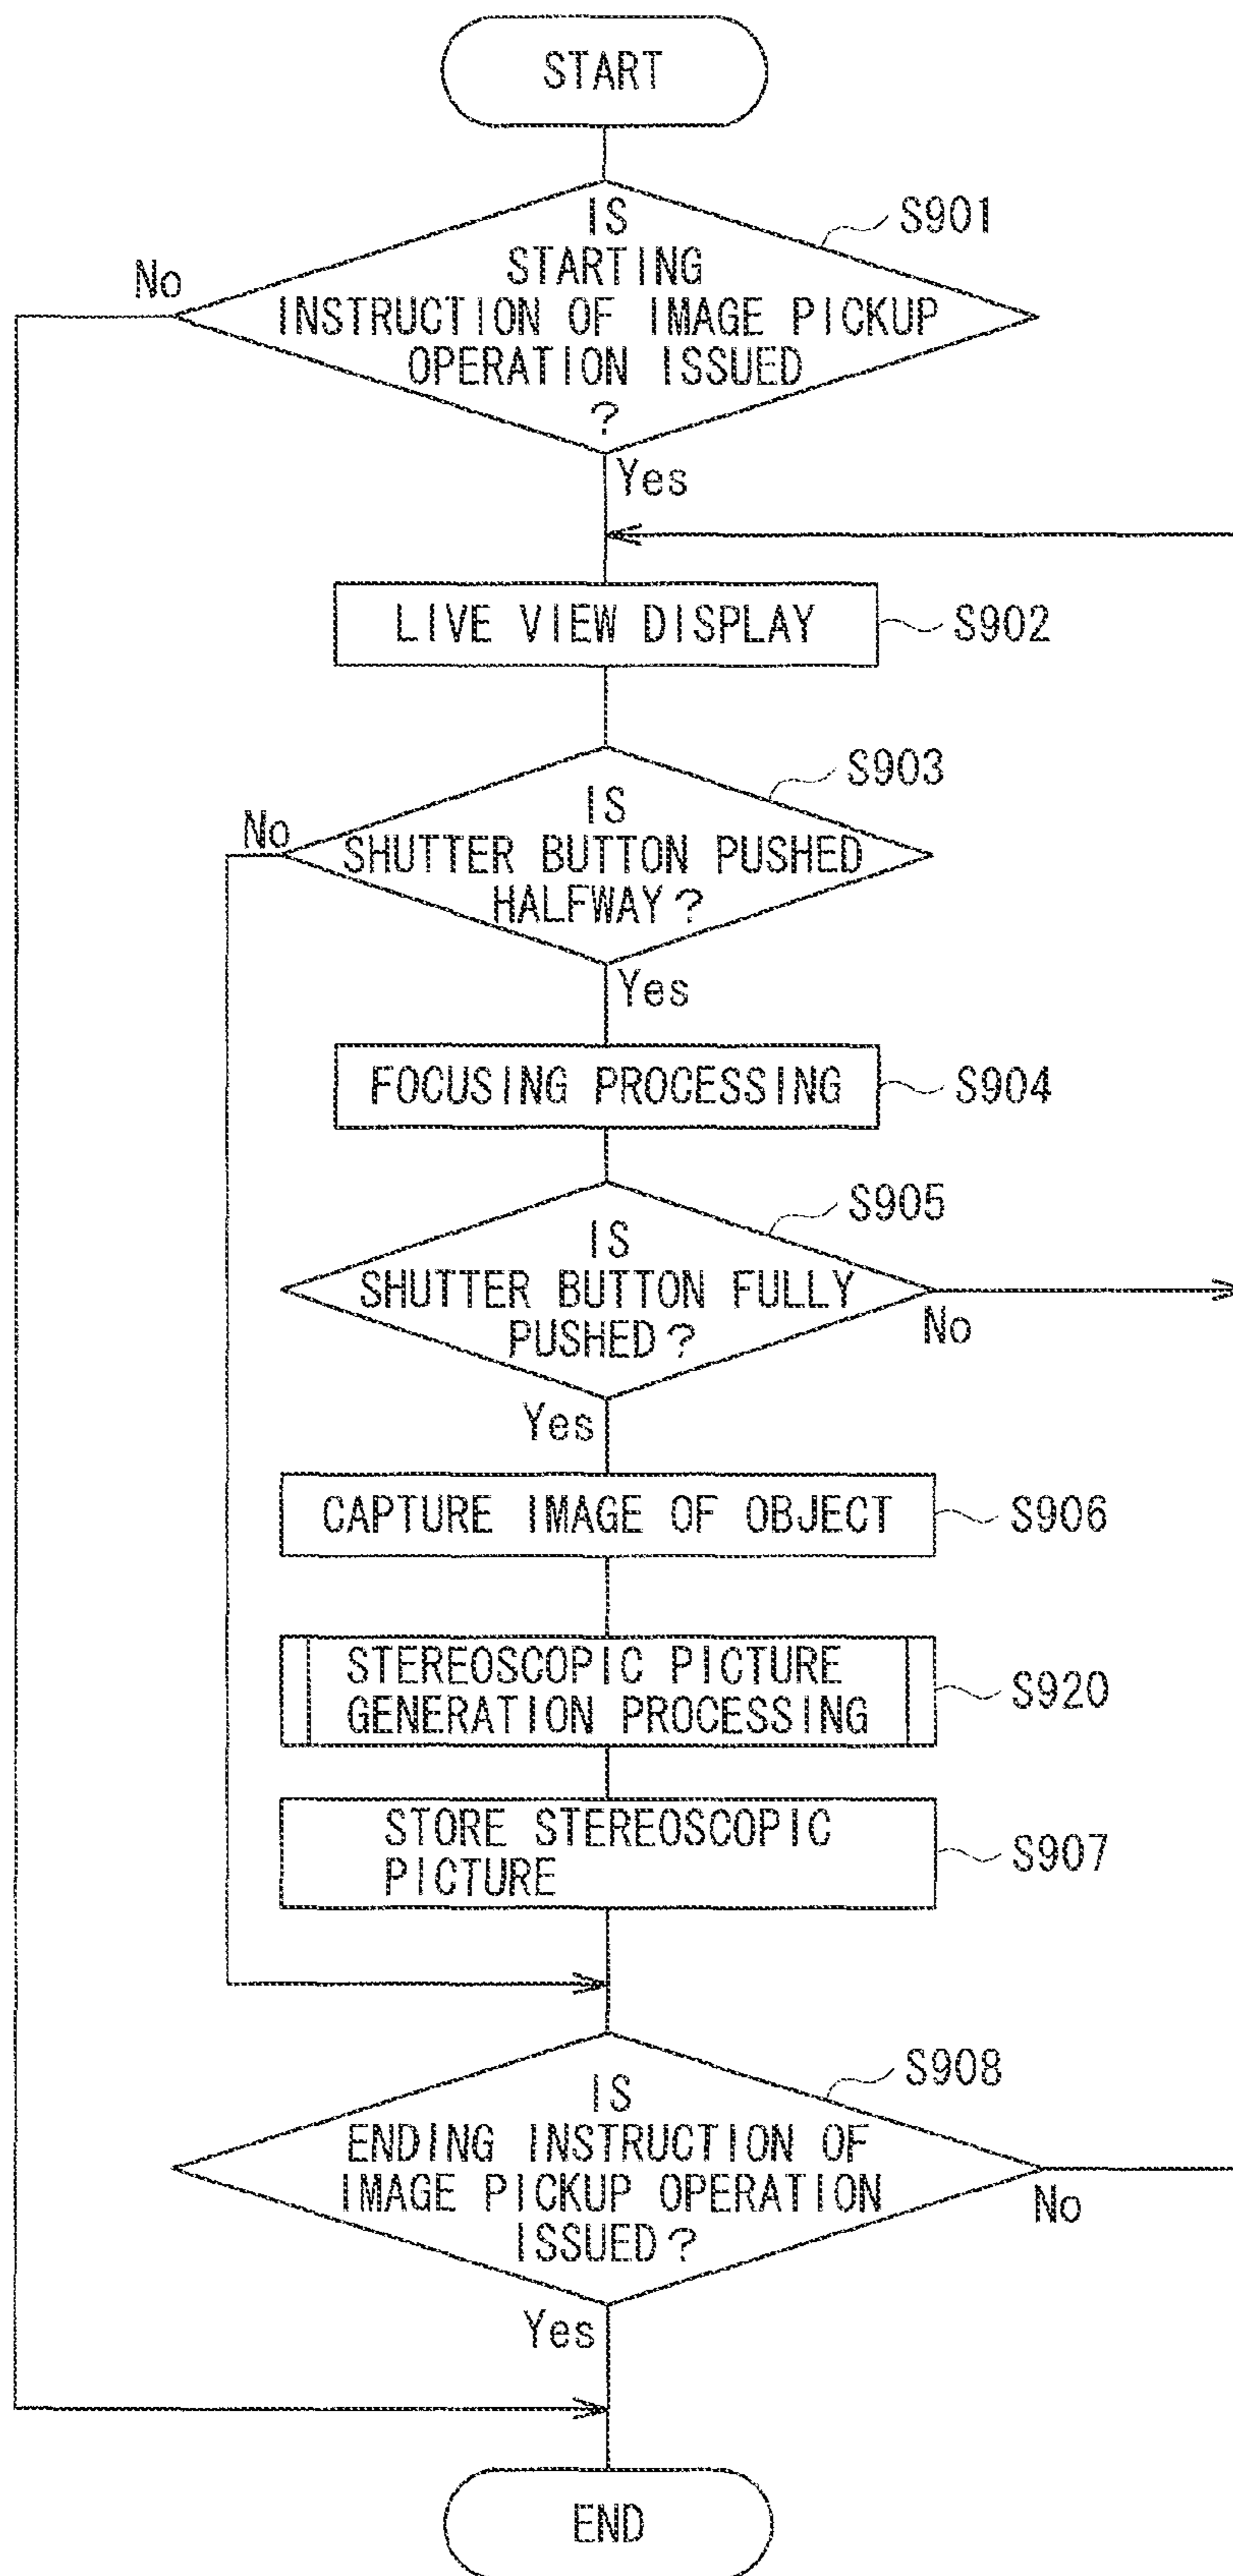 START
IS
STARTING
INSTRUCTION OF IMAGE PICKUP
OPERATION ISSUED
?
S901
No
Yes
LIVE VIEW DISPLAY
S902
IS
SHUTTER BUTTON PUSHED
HALFWAY?
S903
No
Yes
FOCUSING PROCESSING
S904
IS
SHUTTER BUTTON FULLY
PUSHED?
S905
No
Yes
CAPTURE IMAGE OF OBJECT
S906
STEREOSCOPIC PICTURE
GENERATION PROCESSING
S920
STORE STEREOSCOPIC
PICTURE
S907
IS
ENDING INSTRUCTION OF
IMAGE PICKUP OPERATION
ISSUED?
S908
No
Yes
END